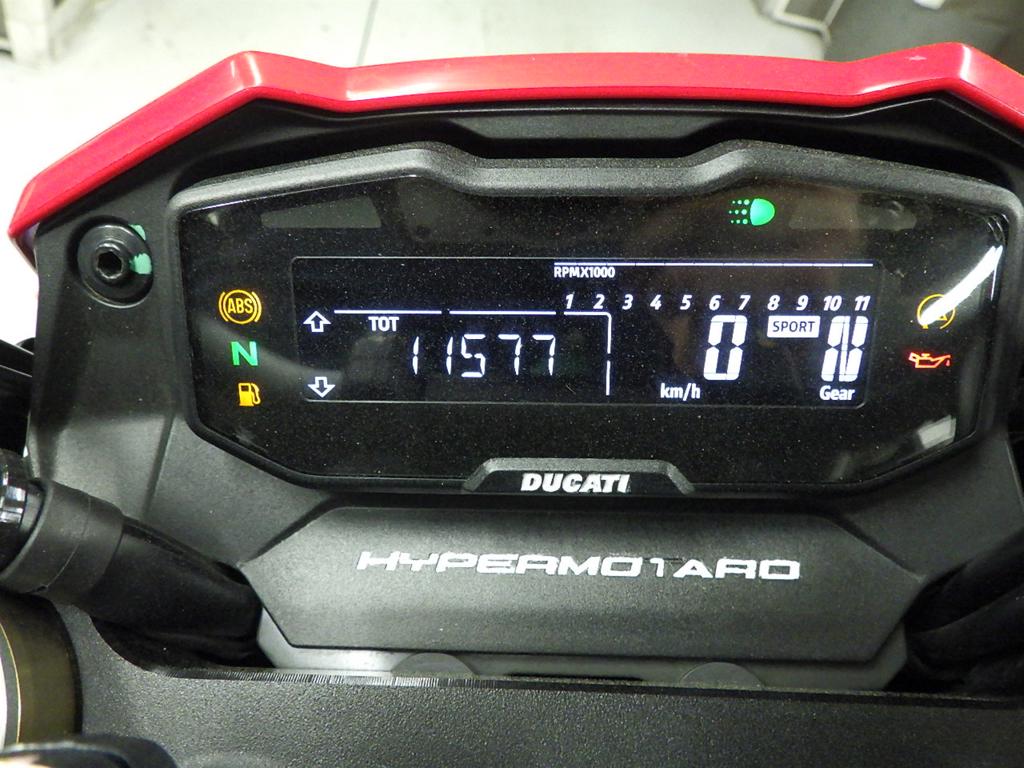 RPMX1000
1 2 3 4 5 6 7 8 9 10 11
ABS
TOT
SPORT
N
11577
0
N
km/h
Gear
DUCATI
HYPERMOTARD